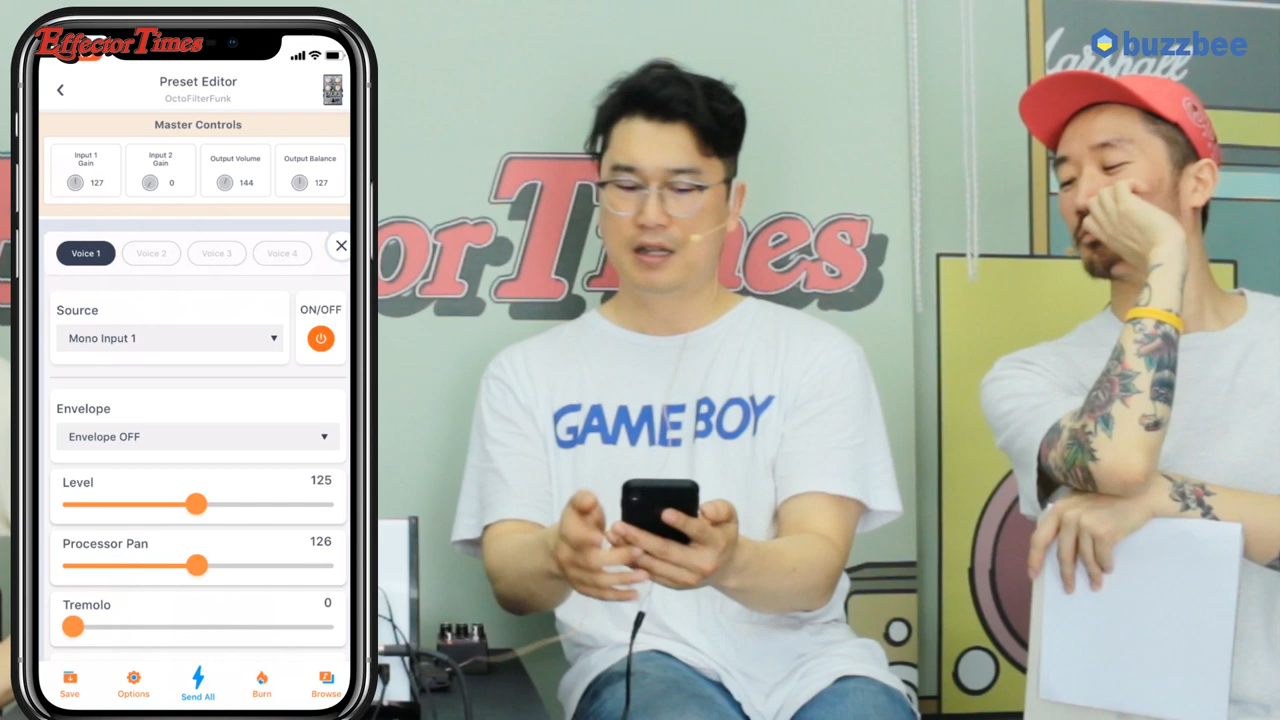 Effector Times
Preset Editor
OctoFilterFunk
Master Controls
Input 1
Gain
127
Input 2
Gain
0
Output Volume
144
Output Balance
127
Voice 1
Voice 2
Voice 3
Voice 4
Source
Mono Input 1
ON/OFF
Envelope
Envelope OFF
Level
125
Processor Pan
126
Tremolo
0
Save
Options
Send All
Burn
Browse
orTimes
GAME BOY
Marshall
buzzbee